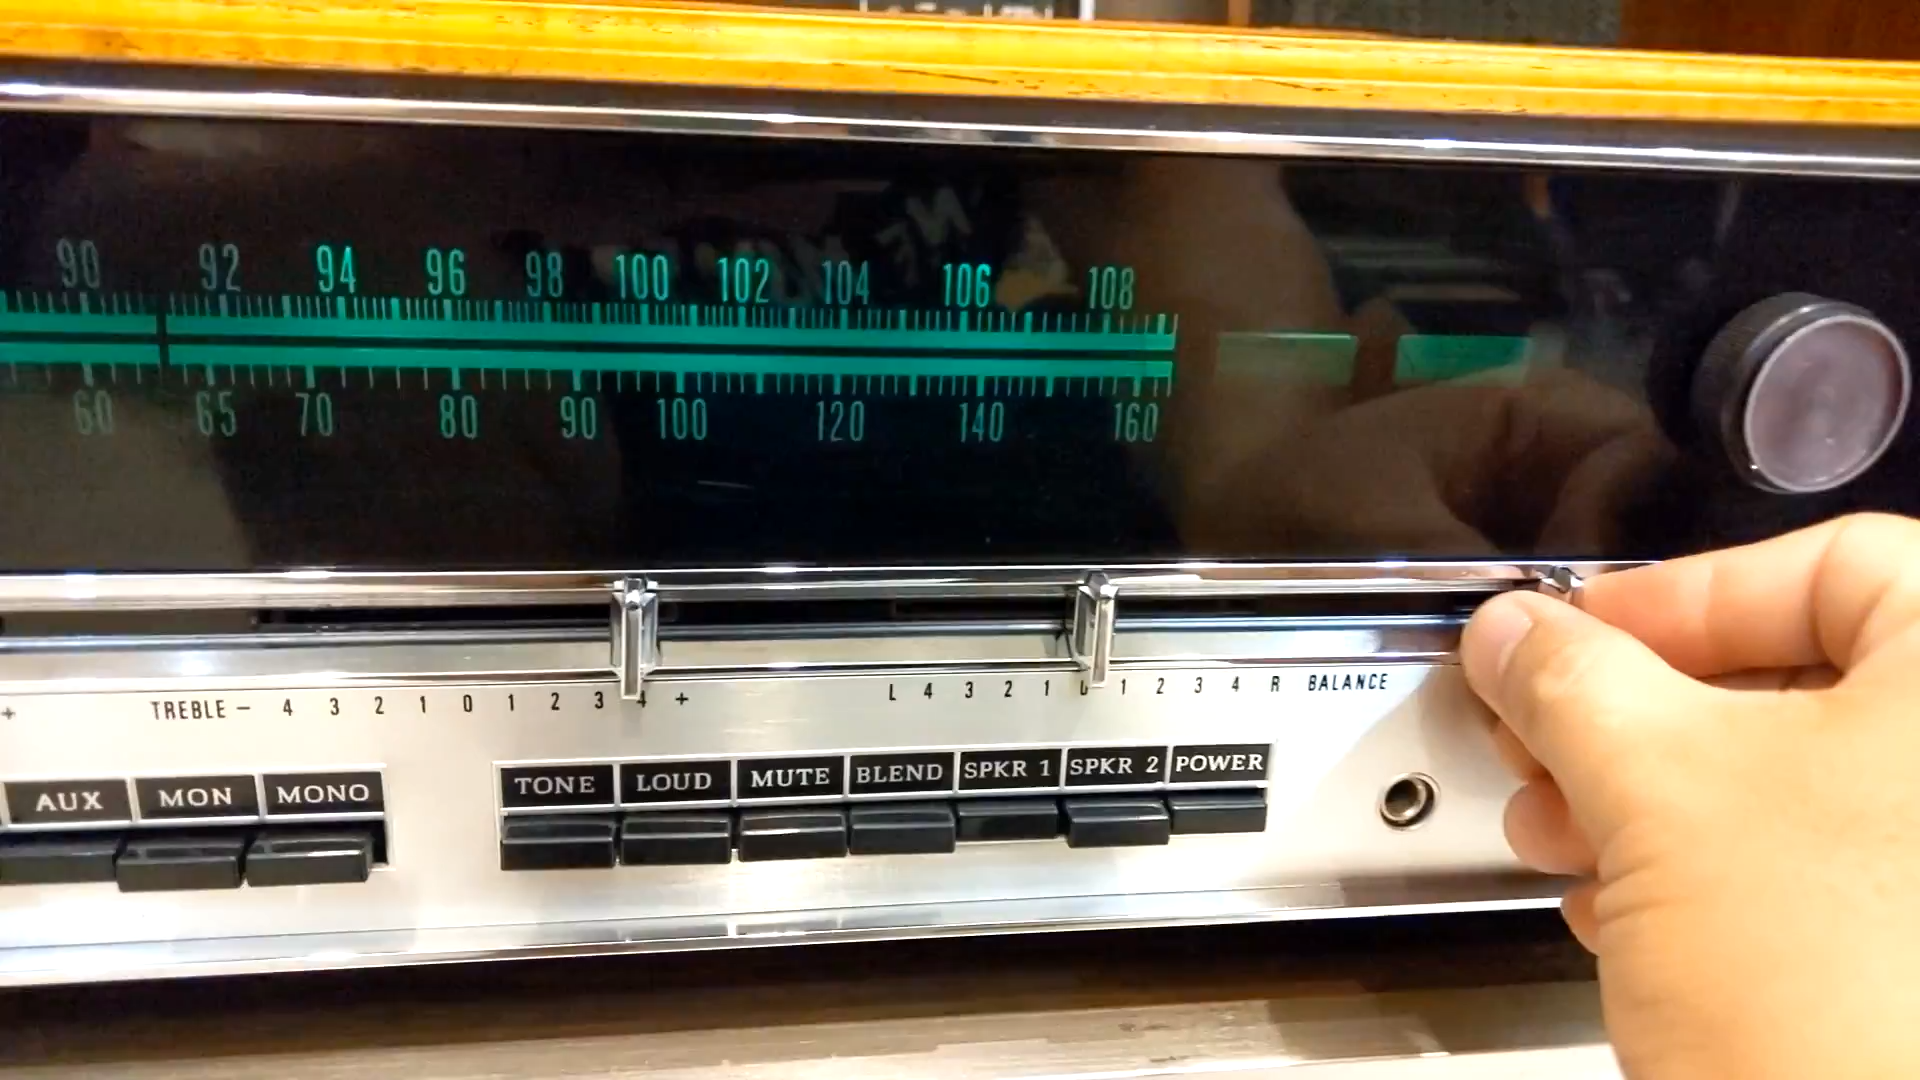 90 92 94 96 98 100 102 104 106 108
60 65 70 80 90 100 120 140 160
+ TREBLE − 4 3 2 1 0 1 2 3 4 + L 4 3 2 1 0 1 2 3 4 R BALANCE
AUX MON MONO TONE LOUD MUTE BLEND SPKR 1 SPKR 2 POWER